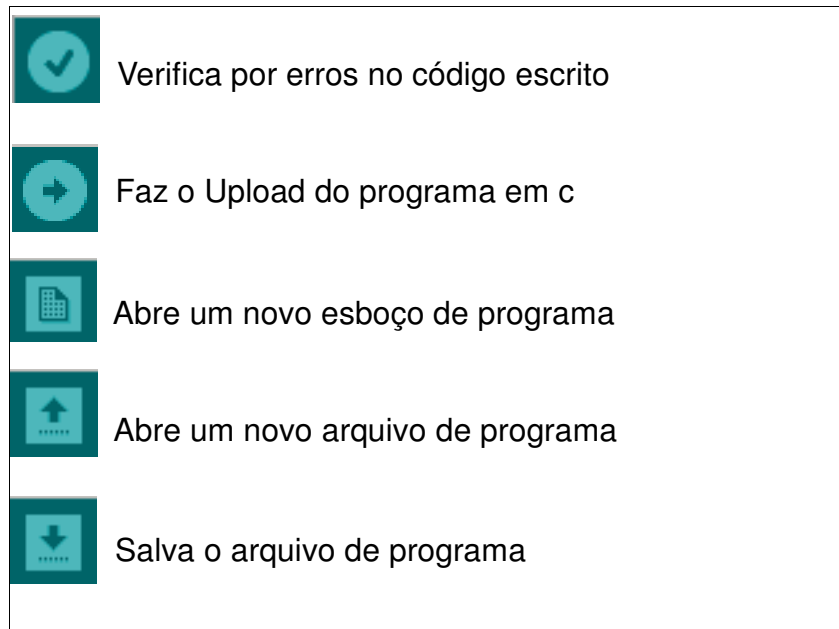 Verifica por erros no código escrito
Faz o Upload do programa em c
Abre um novo esboço de programa
Abre um novo arquivo de programa
Salva o arquivo de programa